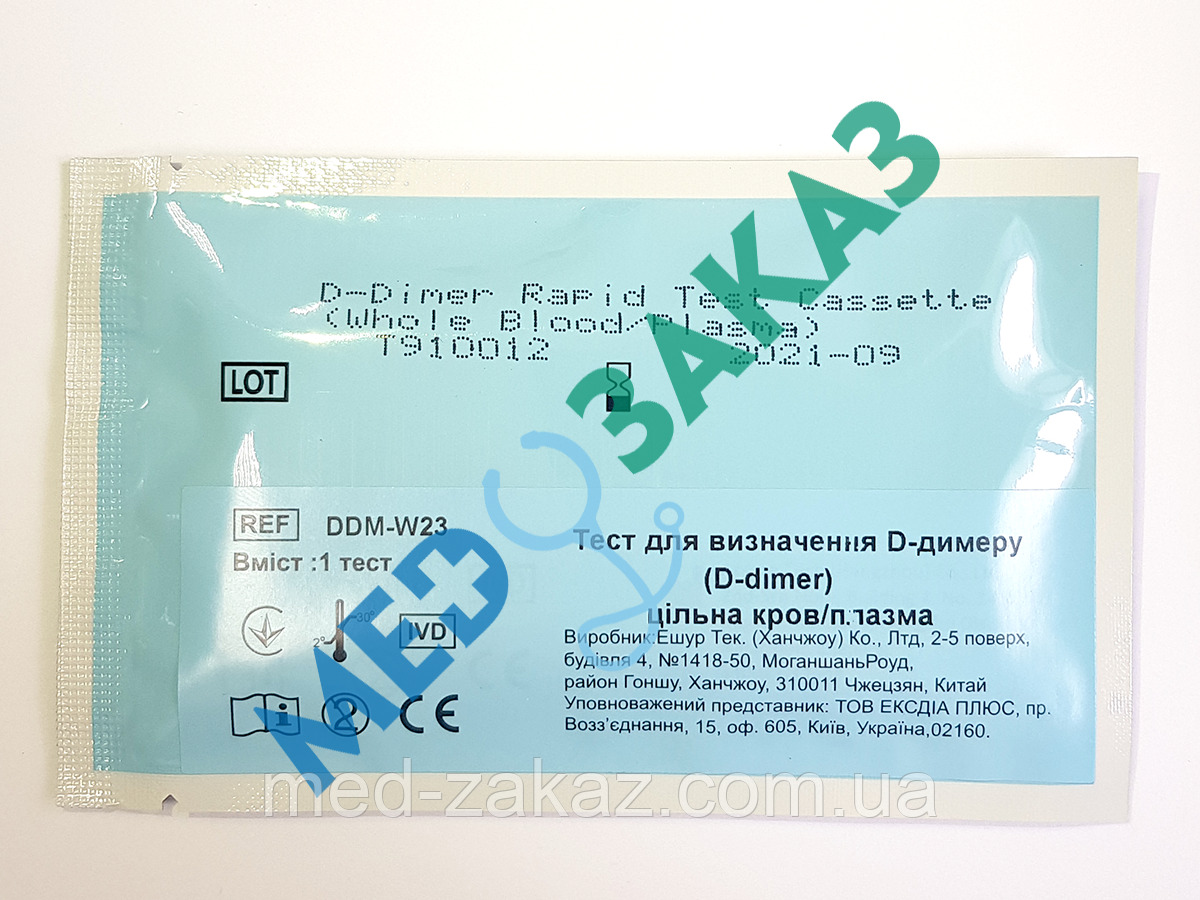 D-Dimer Rapid Test Cassette
(Whole Blood/Plasma)
T910012 2021-09
LOT
REF DDM-W23
Вміст :1 тест
2° 30° IVD
i 2 CE
Тест для визначення D-димеру
(D-dimer)
цільна кров/плазма
Виробник:Ешур Тек. (Ханчжоу) Ко., Лтд, 2-5 поверх,
будівля 4, №1418-50, МоганшаньРоуд,
район Гоншу, Ханчжоу, 310011 Чжецзян, Китай
Уповноважений представник: ТОВ ЕКСДІА ПЛЮС, пр.
Возз'єднання, 15, оф. 605, Київ, Україна,02160.
MED ЗАКАЗ
med-zakaz.com.ua